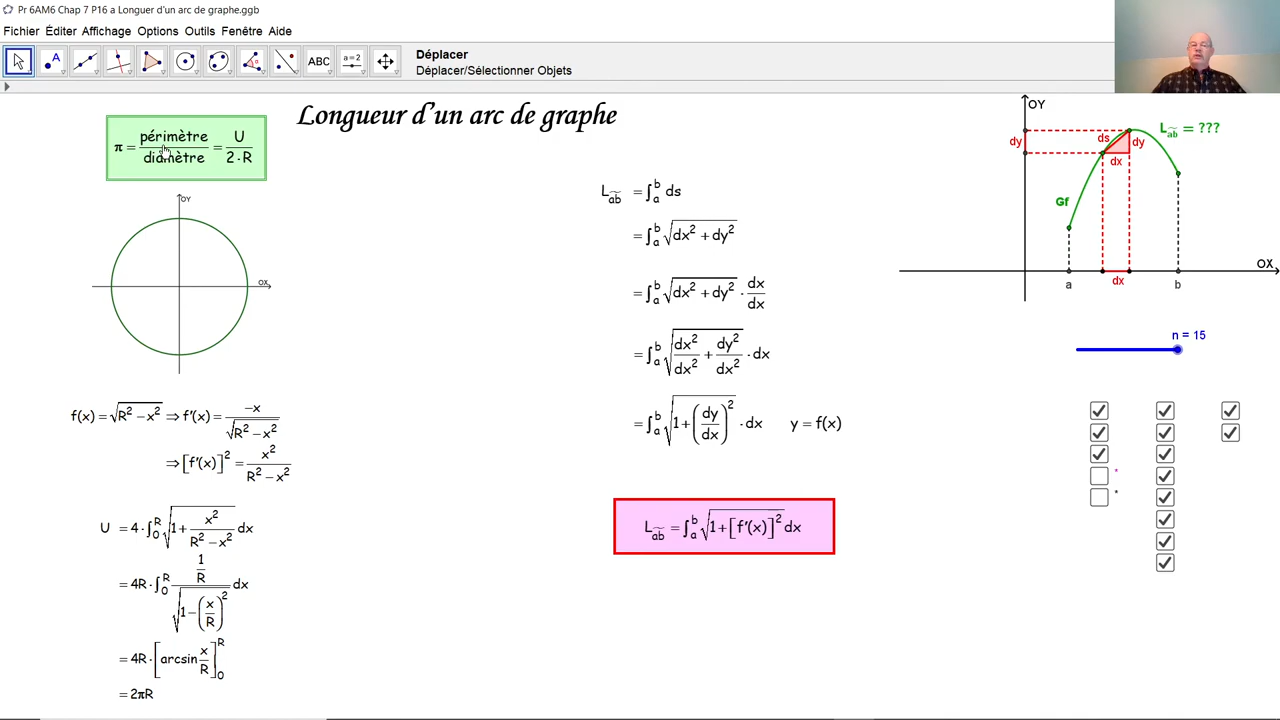 Pr 6AM6 Chap 7 P16 a Longuer d'un arc de graphe.ggb
Fichier Éditer Affichage Options Outils Fenêtre Aide
A ABC a=2
Déplacer
Déplacer/Sélectionner Objets
Longueur d'un arc de graphe
π = périmètre / diamètre = U / 2·R
OY
OX
f(x) = √(R² − x²) ⇒ f'(x) = −x / √(R² − x²)
⇒ [f'(x)]² = x² / (R² − x²)
U = 4·∫₀ᴿ √(1 + x² / (R² − x²)) dx
= 4R·∫₀ᴿ (1/R) / √(1 − (x/R)²) dx
= 4R·[arcsin x/R]₀ᴿ
= 2πR
L ab = ∫ₐᵇ ds
= ∫ₐᵇ √(dx² + dy²)
= ∫ₐᵇ √(dx² + dy²) · dx/dx
= ∫ₐᵇ √(dx²/dx² + dy²/dx²) · dx
= ∫ₐᵇ √(1 + (dy/dx)²) · dx y = f(x)
L ab = ∫ₐᵇ √(1 + [f'(x)]²) dx
OY
L ab = ???
ds
dy dy
dx
Gf
OX
dx
a b
n = 15
*
*